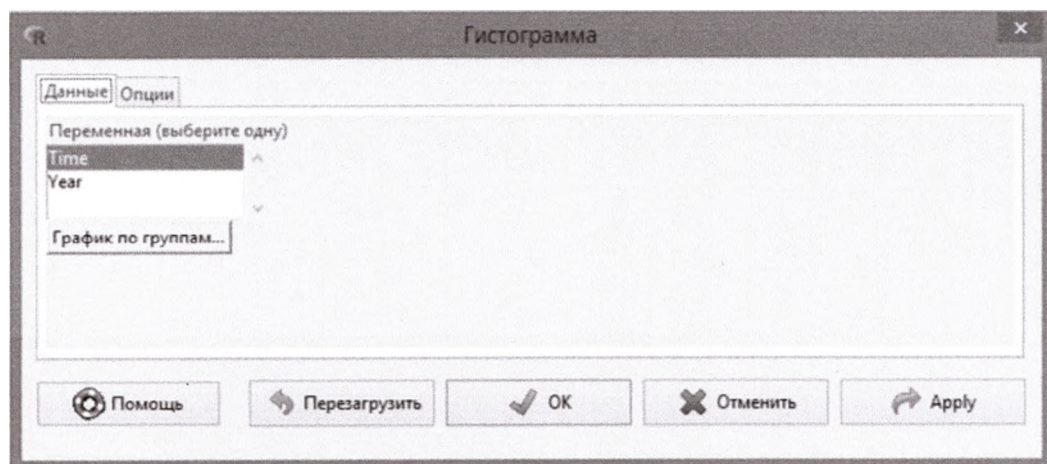 R Гистограмма ×
Данные Опции
Переменная (выберите одну)
Time
Year
График по группам...
Помощь Перезагрузить OK Отменить Apply